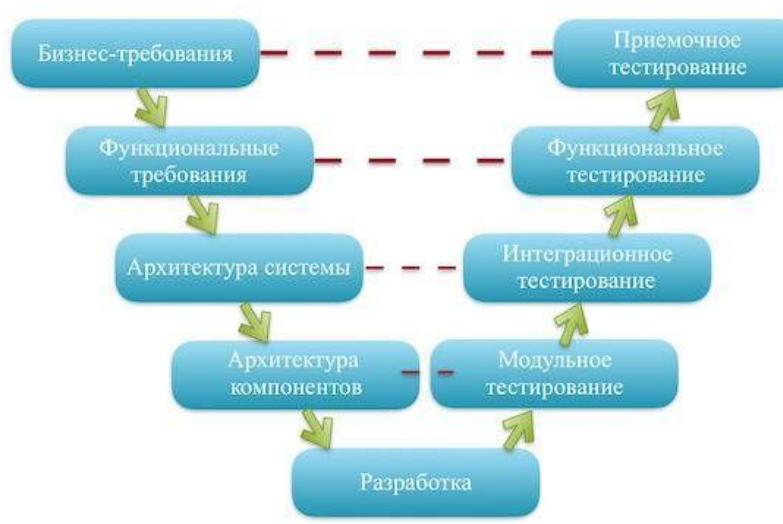 Бизнес-требования
Приемочное
тестирование
Функциональные
требования
Функциональное
тестирование
Архитектура системы
Интеграционное
тестирование
Архитектура
компонентов
Модульное
тестирование
Разработка